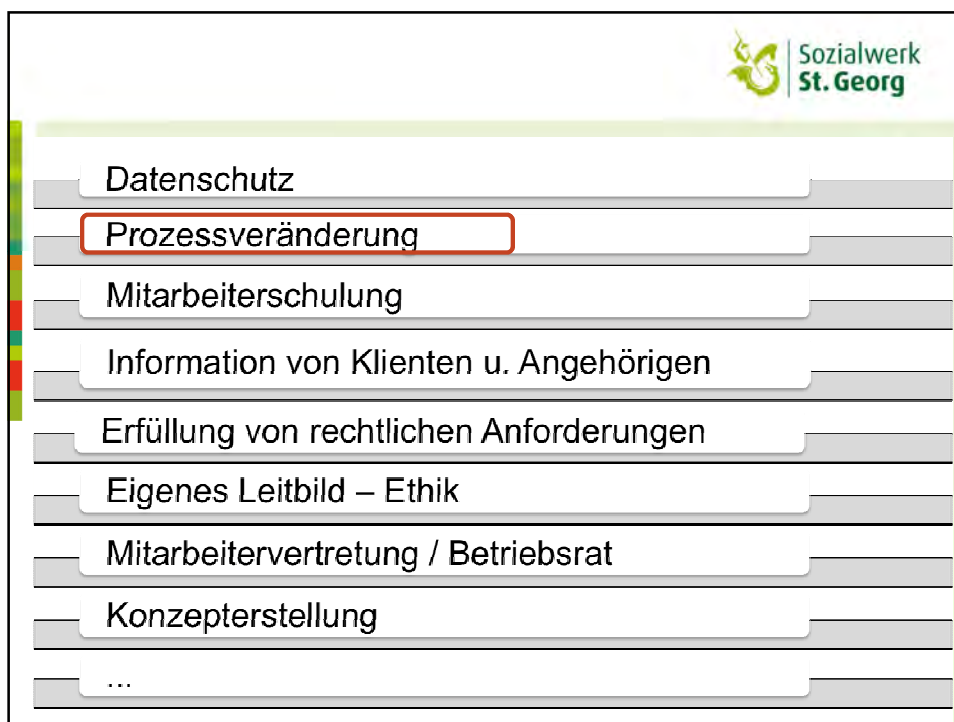 Sozialwerk
St. Georg
Datenschutz
Prozessveränderung
Mitarbeiterschulung
Information von Klienten u. Angehörigen
Erfüllung von rechtlichen Anforderungen
Eigenes Leitbild – Ethik
Mitarbeitervertretung / Betriebsrat
Konzepterstellung
...